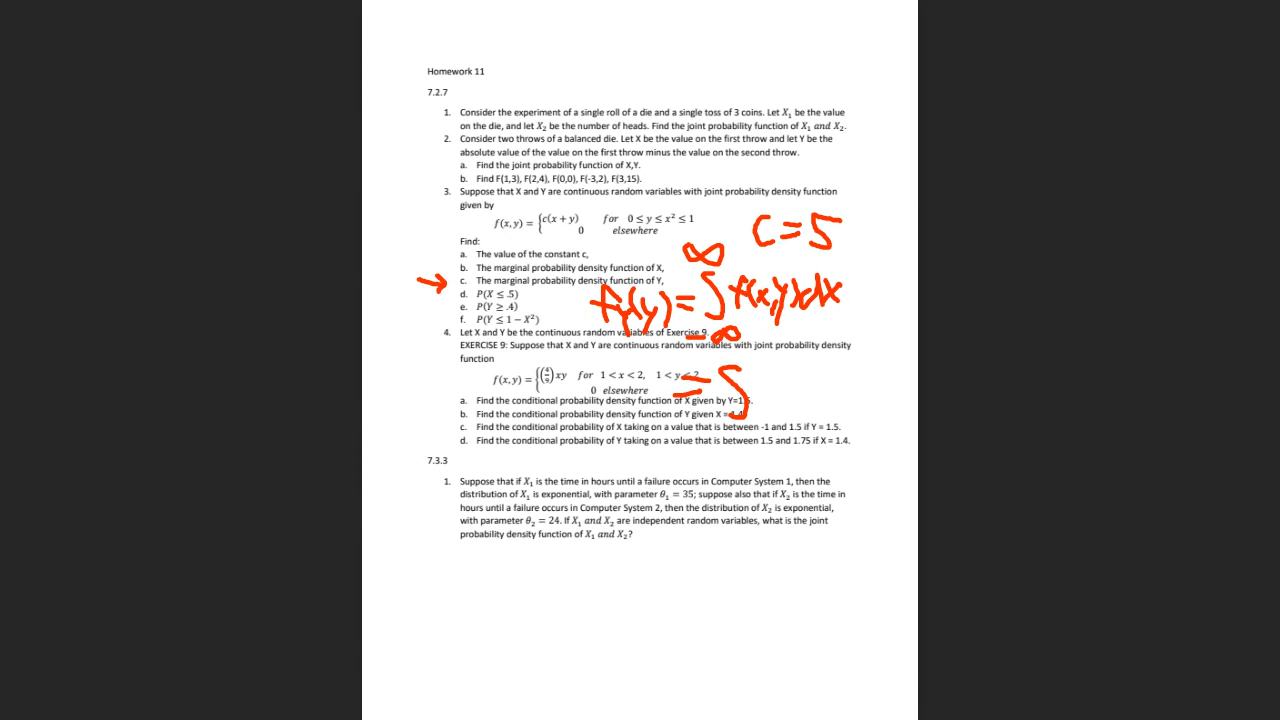 Homework 11
7.2.7
1. Consider the experiment of a single roll of a die and a single toss of 3 coins. Let X₁ be the value
on the die, and let X₂ be the number of heads. Find the joint probability function of X₁ and X₂.
2. Consider two throws of a balanced die. Let X be the value on the first throw and let Y be the
absolute value of the value on the first throw minus the value on the second throw.
a. Find the joint probability function of X,Y.
b. Find F(1,3), F(2,4), F(0,0), F(-3,2), F(3,15).
3. Suppose that X and Y are continuous random variables with joint probability density function
given by
f(x, y) = { c(x + y) for 0 ≤ y ≤ x² ≤ 1
0 elsewhere
c = 5
Find:
a. The value of the constant c,
b. The marginal probability density function of X,
→ c. The marginal probability density function of Y,
d. P(X ≤ .5)
e. P(Y ≥ .4)
f. P(Y ≤ 1 − X²)
f_Y(y) = ∫_{-∞}^{∞} f(x,y)dx
= ∫
4. Let X and Y be the continuous random variables of Exercise 9.
EXERCISE 9: Suppose that X and Y are continuous random variables with joint probability density
function
f(x, y) = { (4/9) xy for 1 < x < 2, 1 < y < 2
0 elsewhere
a. Find the conditional probability density function of X given by Y=1.5.
b. Find the conditional probability density function of Y given X = 1.4.
c. Find the conditional probability of X taking on a value that is between -1 and 1.5 if Y = 1.5.
d. Find the conditional probability of Y taking on a value that is between 1.5 and 1.75 if X = 1.4.
7.3.3
1. Suppose that if X₁ is the time in hours until a failure occurs in Computer System 1, then the
distribution of X₁ is exponential, with parameter θ₁ = 35; suppose also that if X₂ is the time in
hours until a failure occurs in Computer System 2, then the distribution of X₂ is exponential,
with parameter θ₂ = 24. If X₁ and X₂ are independent random variables, what is the joint
probability density function of X₁ and X₂?